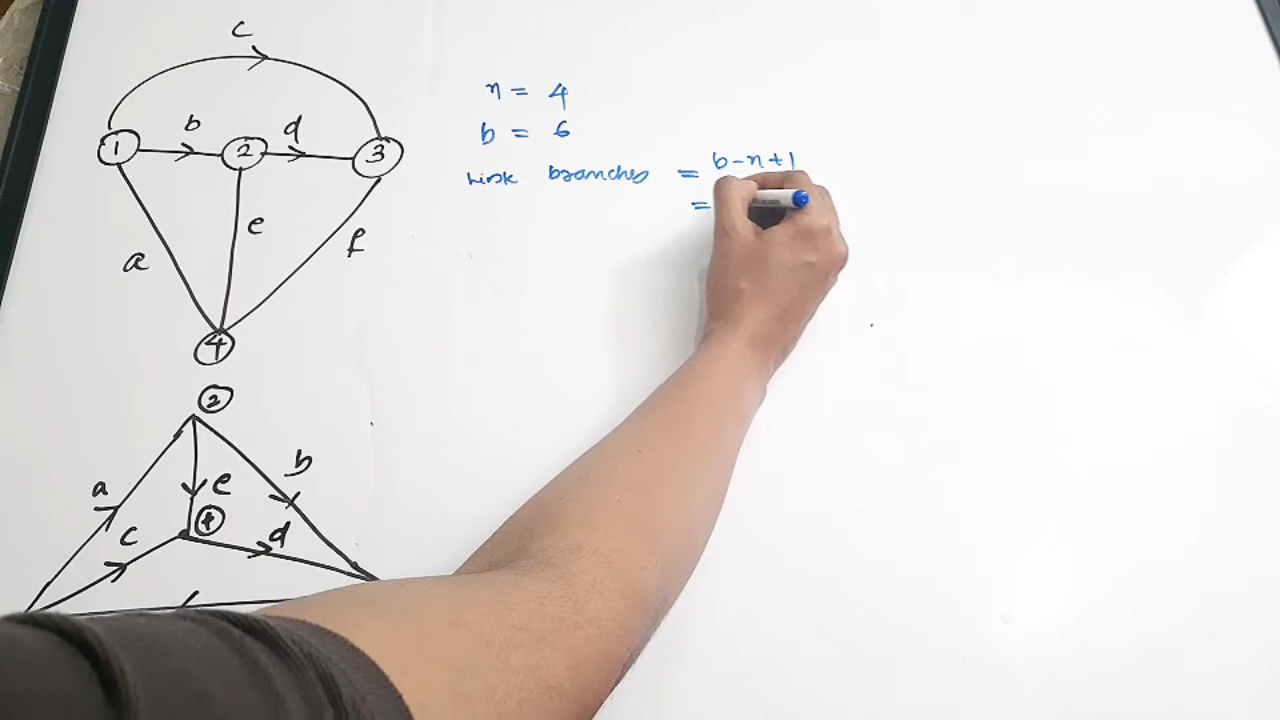 c
b d
1 2 3
e
a f
4
2
a e b
4
c d
n = 4
b = 6
Link branches = b-n+1
=